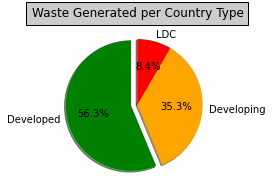 Waste Generated per Country Type
LDC
8.4%
Developed
56.3%
35.3%
Developing